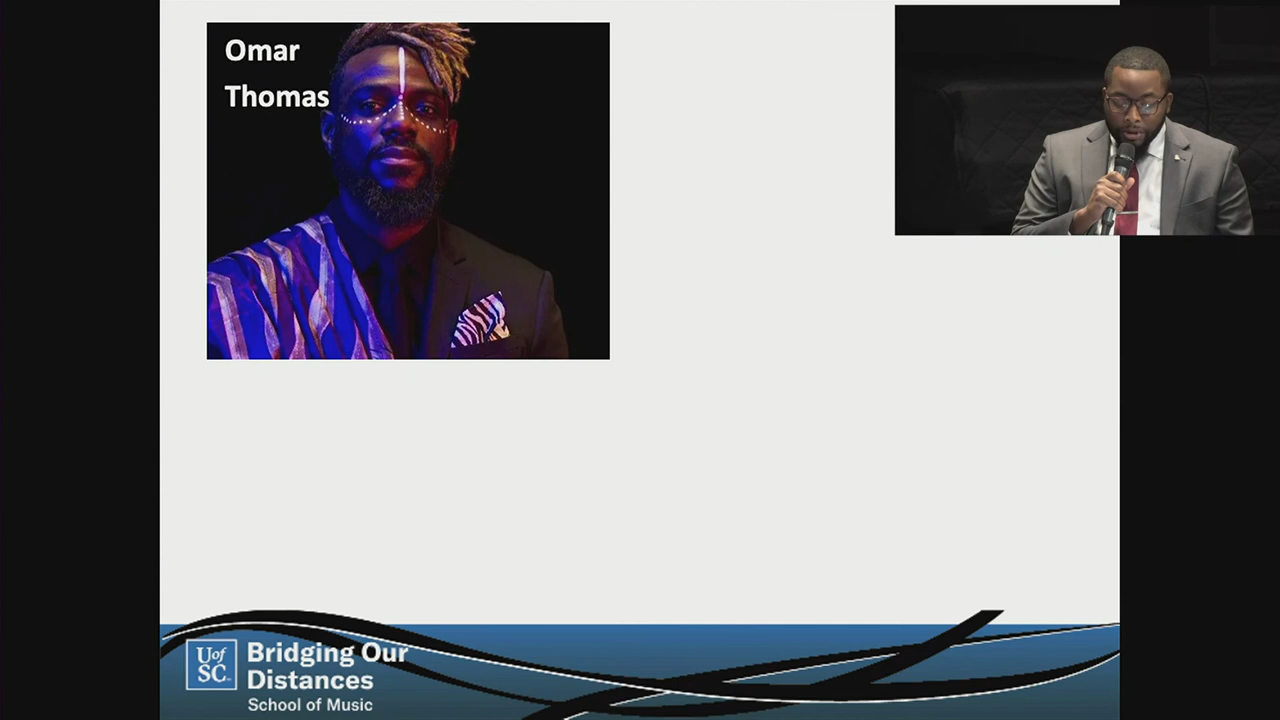 Omar
Thomas
UofSC
Bridging Our
Distances
School of Music